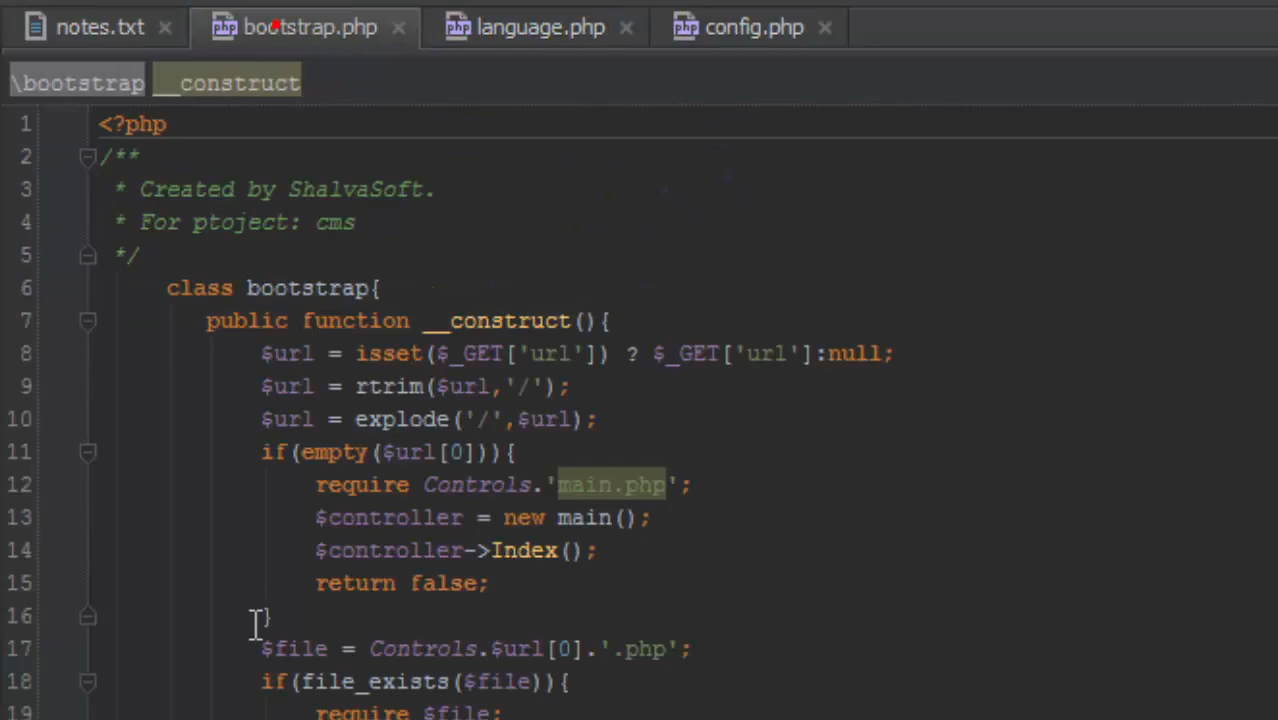 notes.txt bootstrap.php language.php config.php
\bootstrap __construct
1 <?php
2 /**
3 * Created by ShalvaSoft.
4 * For ptoject: cms
5 */
6 class bootstrap{
7 public function __construct(){
8 $url = isset($_GET['url']) ? $_GET['url']:null;
9 $url = rtrim($url,'/');
10 $url = explode('/',$url);
11 if(empty($url[0])){
12 require Controls.'main.php';
13 $controller = new main();
14 $controller->Index();
15 return false;
16 }
17 $file = Controls.$url[0].'.php';
18 if(file_exists($file)){
19 require $file;